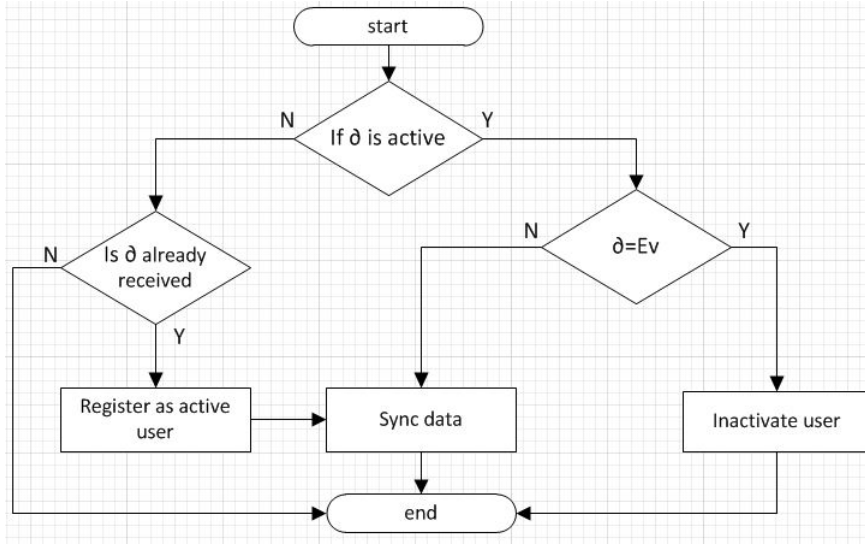 start
N
If ∂ is active
Y
N
Is ∂ already
received
Y
N
∂=Ev
Y
Register as active
user
Sync data
Inactivate user
end